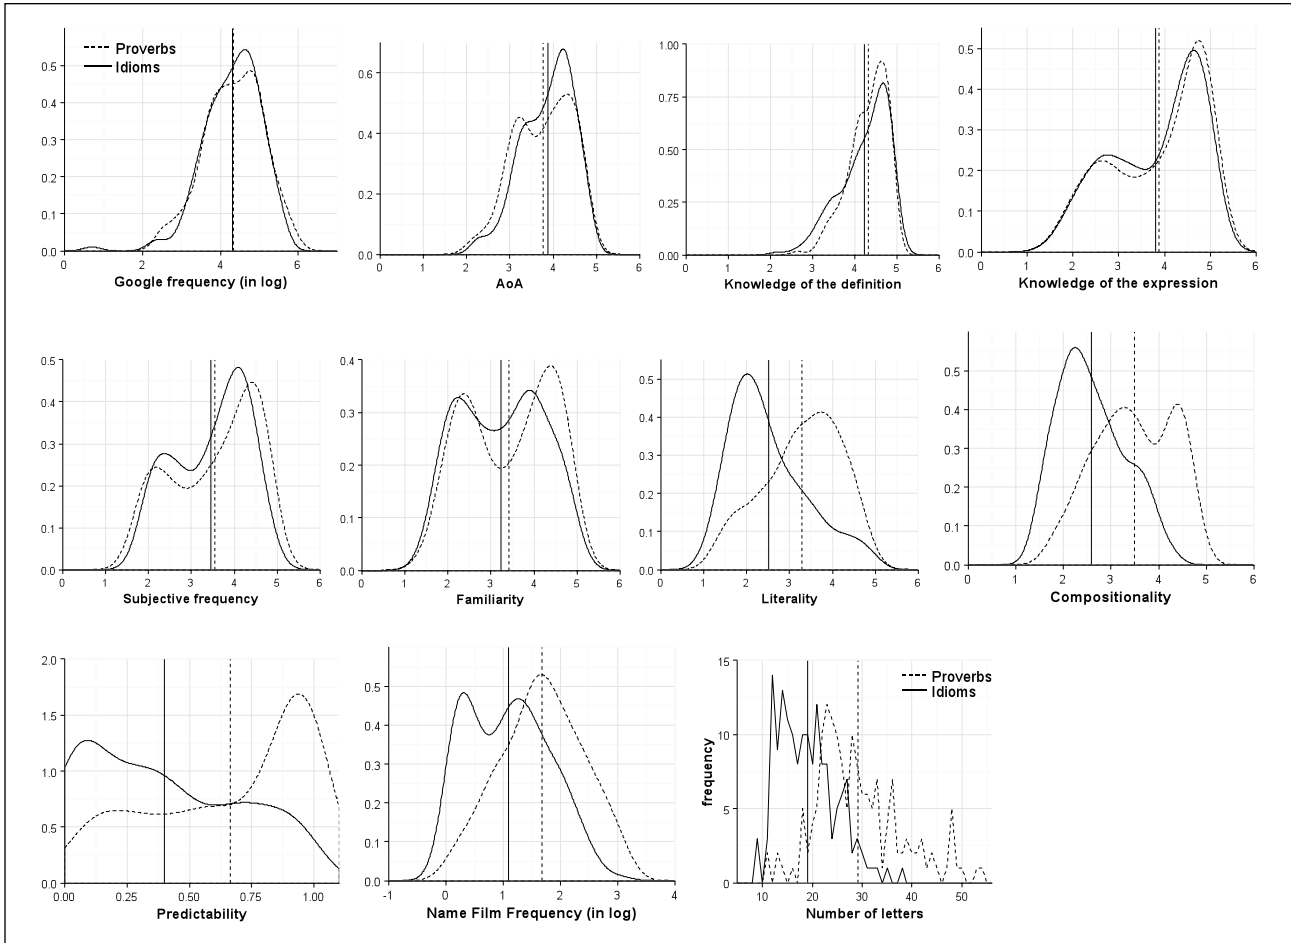 Proverbs
Idioms
0.5
0.4
0.3
0.2
0.1
0.0
0 2 4 6
Google frequency (in log)
0.6
0.4
0.2
0.0
0 1 2 3 4 5 6
AoA
1.00
0.75
0.50
0.25
0.00
0 1 2 3 4 5 6
Knowledge of the definition
0.5
0.4
0.3
0.2
0.1
0.0
0 1 2 3 4 5 6
Knowledge of the expression
0.5
0.4
0.3
0.2
0.1
0.0
0 1 2 3 4 5 6
Subjective frequency
0.4
0.3
0.2
0.1
0.0
0 1 2 3 4 5 6
Familiarity
0.5
0.4
0.3
0.2
0.1
0.0
0 1 2 3 4 5 6
Literality
0.5
0.4
0.3
0.2
0.1
0.0
0 1 2 3 4 5 6
Compositionality
2.0
1.5
1.0
0.5
0.0
0.00 0.25 0.50 0.75 1.00
Predictability
0.5
0.4
0.3
0.2
0.1
0.0
-1 0 1 2 3 4
Name Film Frequency (in log)
Proverbs
Idioms
frequency
15
10
5
0
10 20 30 40 50
Number of letters